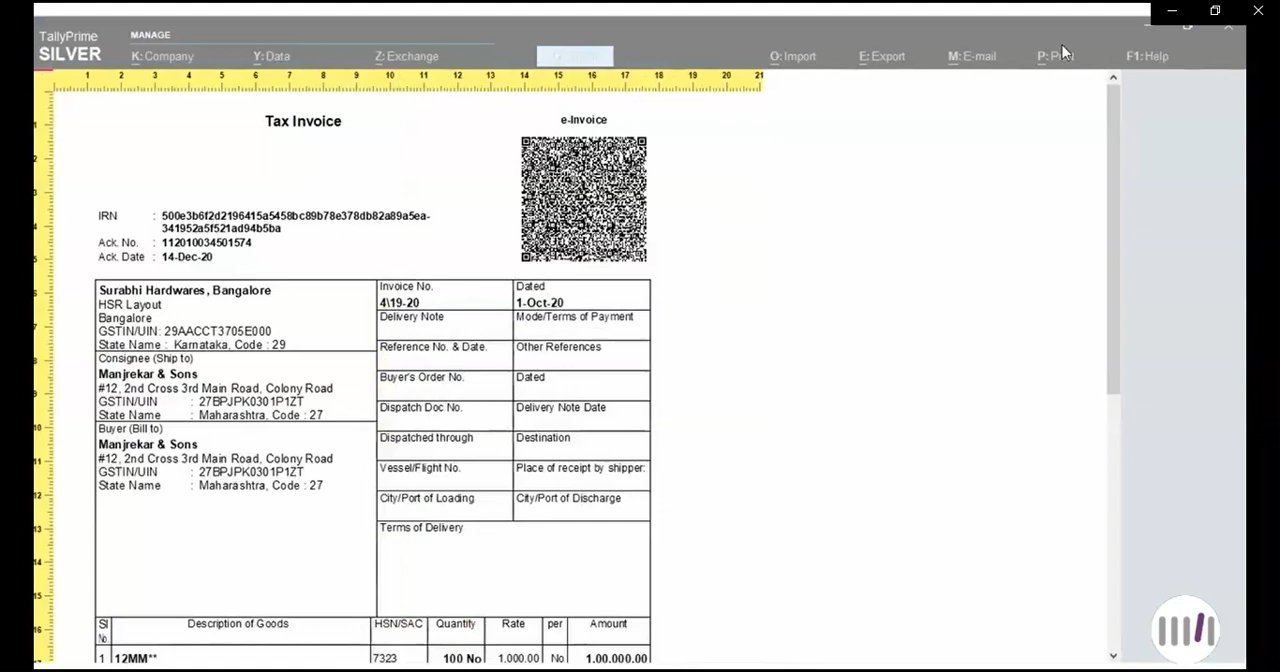 TallyPrime
SILVER
MANAGE
K: Company Y: Data Z: Exchange O: Import E: Export M: E-mail P: F1: Help
1 2 3 4 5 6 7 8 9 10 11 12 13 14 15 16 17 18 19 20 21
Tax Invoice
e-Invoice
IRN : 500e3b6f2d2196415a5458bc89b78e378db82a89a5ea-
341952a5f521ad94b5ba
Ack. No. : 112010034501574
Ack. Date : 14-Dec-20
Surabhi Hardwares, Bangalore
HSR Layout
Bangalore
GSTIN/UIN: 29AACCT3705E000
State Name : Karnataka, Code : 29
Consignee (Ship to)
Manjrekar & Sons
#12, 2nd Cross 3rd Main Road, Colony Road
GSTIN/UIN : 27BPJPK0301P1ZT
State Name : Maharashtra, Code : 27
Buyer (Bill to)
Manjrekar & Sons
#12, 2nd Cross 3rd Main Road, Colony Road
GSTIN/UIN : 27BPJPK0301P1ZT
State Name : Maharashtra, Code : 27
Invoice No. Dated
4\19-20 1-Oct-20
Delivery Note Mode/Terms of Payment
Reference No. & Date. Other References
Buyer's Order No. Dated
Dispatch Doc No. Delivery Note Date
Dispatched through Destination
Vessel/Flight No. Place of receipt by shipper:
City/Port of Loading City/Port of Discharge
Terms of Delivery
Sl No. Description of Goods HSN/SAC Quantity Rate per Amount
1 12MM** 7323 100 No 1,000.00 No 1,00,000.00